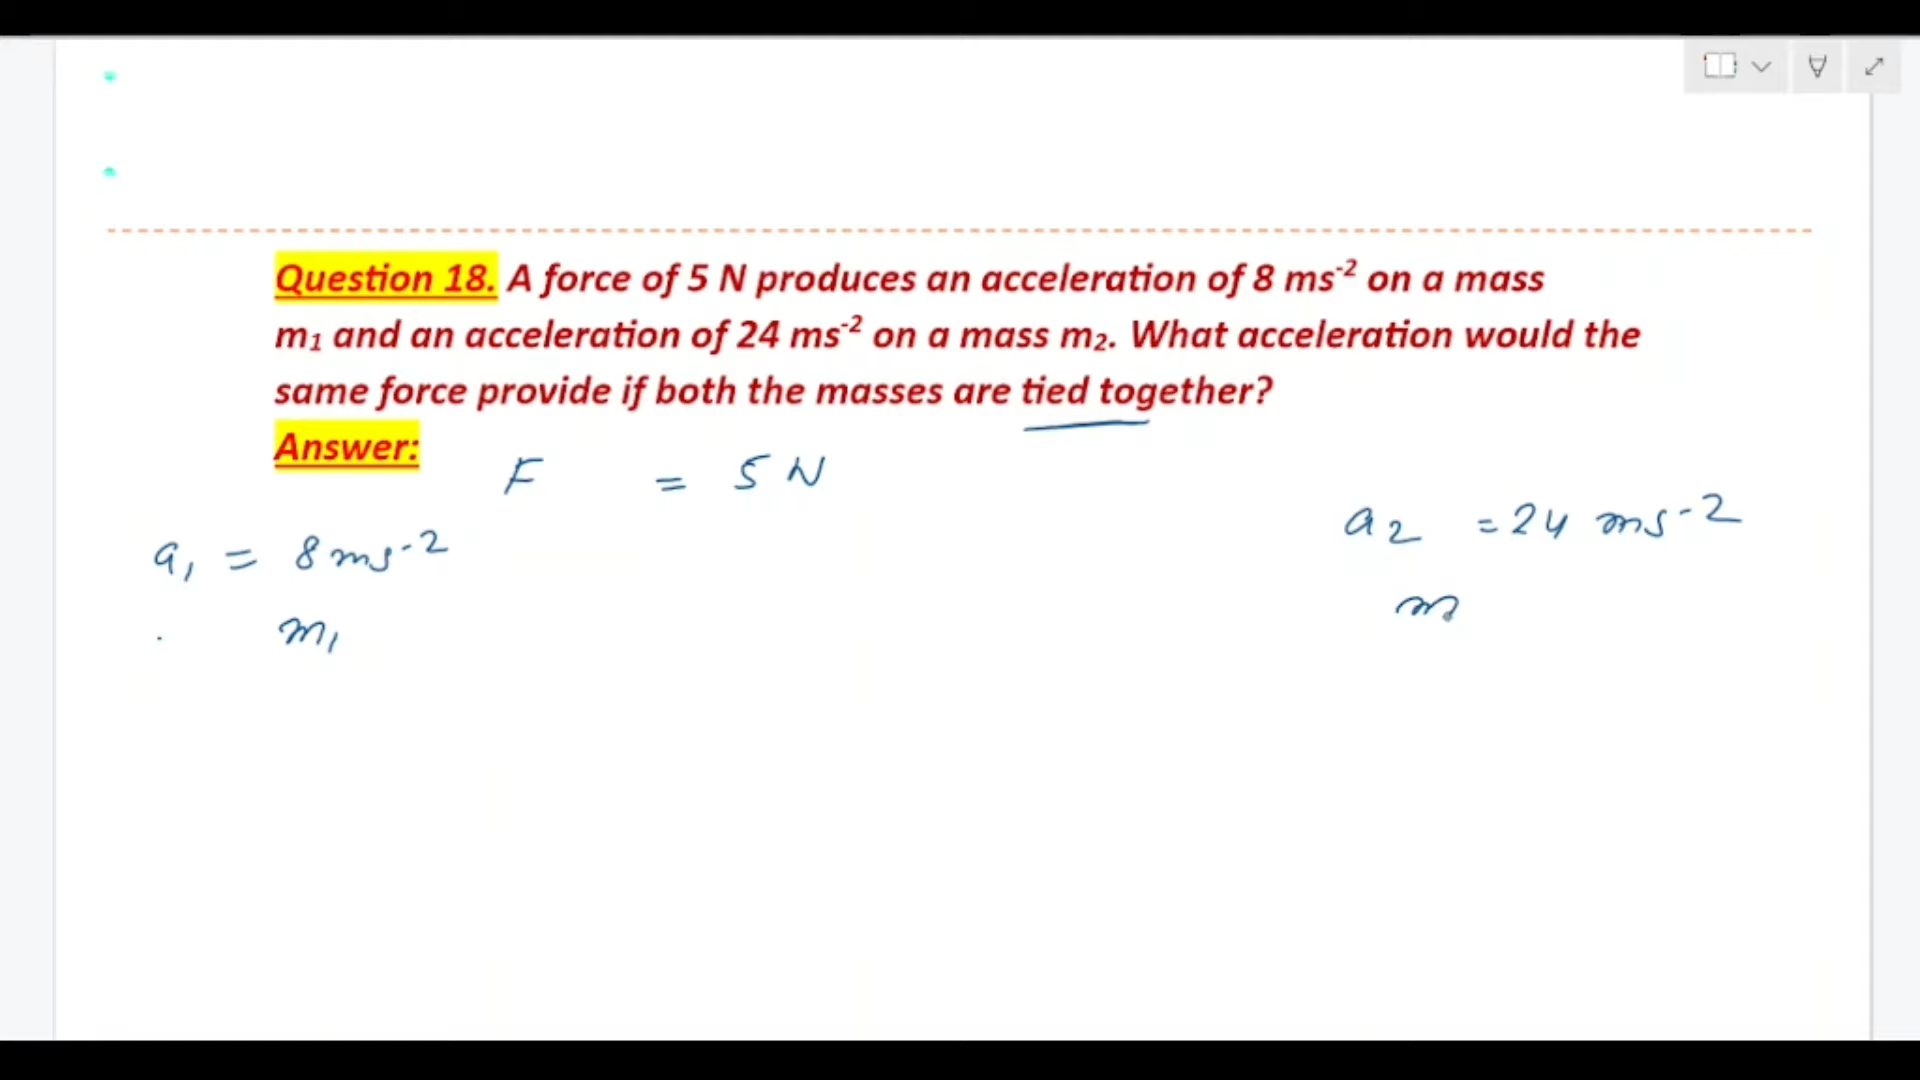 Question 18. A force of 5 N produces an acceleration of 8 ms⁻² on a mass
m₁ and an acceleration of 24 ms⁻² on a mass m₂. What acceleration would the
same force provide if both the masses are tied together?
Answer:
F = 5 N
a₁ = 8 ms⁻²
a₂ = 24 ms⁻²
m₁
m